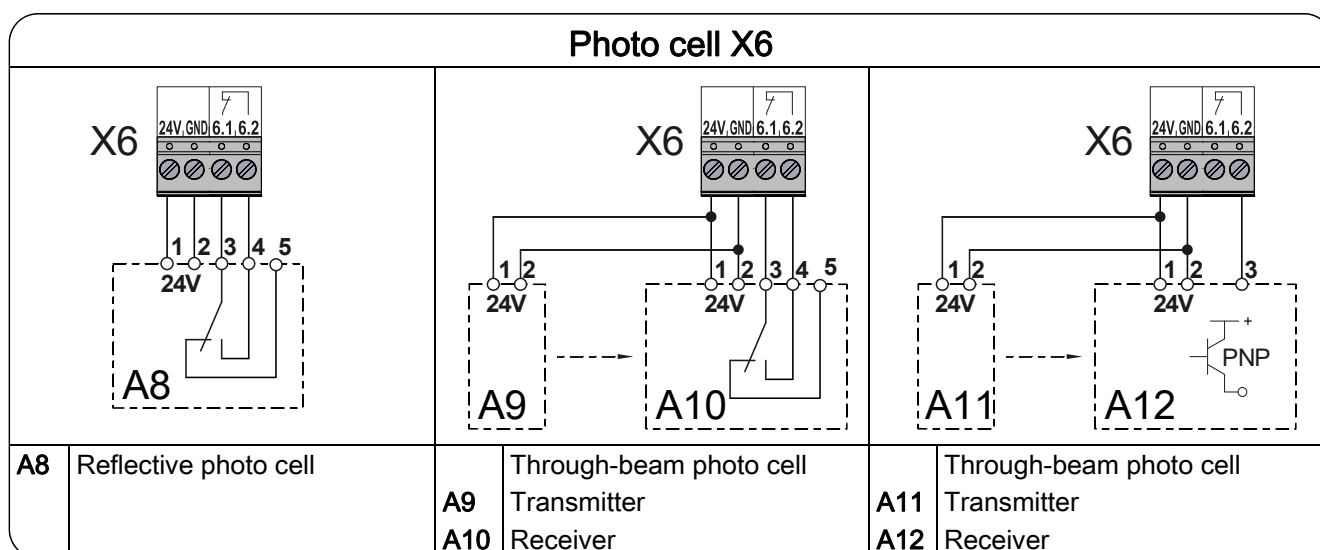 Photo cell X6
X6
24V GND 6.1 6.2
1 2 3 4 5
24V
A8
X6
24V GND 6.1 6.2
1 2
24V
1 2 3 4 5
24V
A9
A10
X6
24V GND 6.1 6.2
1 2
24V
1 2 3
24V
+
PNP
A11
A12
A8 Reflective photo cell
Through-beam photo cell
A9 Transmitter
A10 Receiver
Through-beam photo cell
A11 Transmitter
A12 Receiver